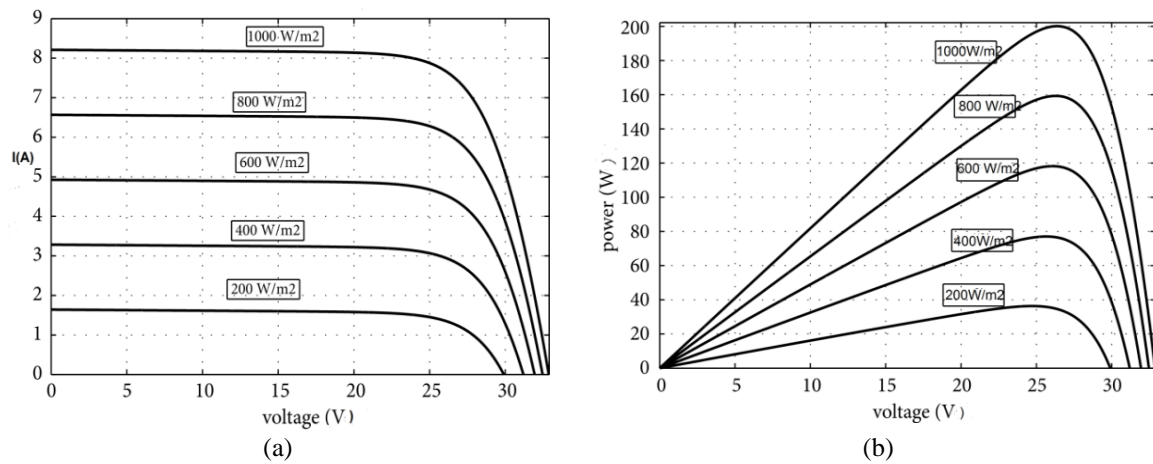 9
8
7
6
5
4
3
2
1
0
I(A)
1000 W/m2
800 W/m2
600 W/m2
400 W/m2
200 W/m2
0 5 10 15 20 25 30
voltage (V)
(a)
200
180
160
140
120
100
80
60
40
20
0
power (W)
1000W/m2
800 W/m2
600 W/m2
400W/m2
200W/m2
0 5 10 15 20 25 30
voltage (V)
(b)